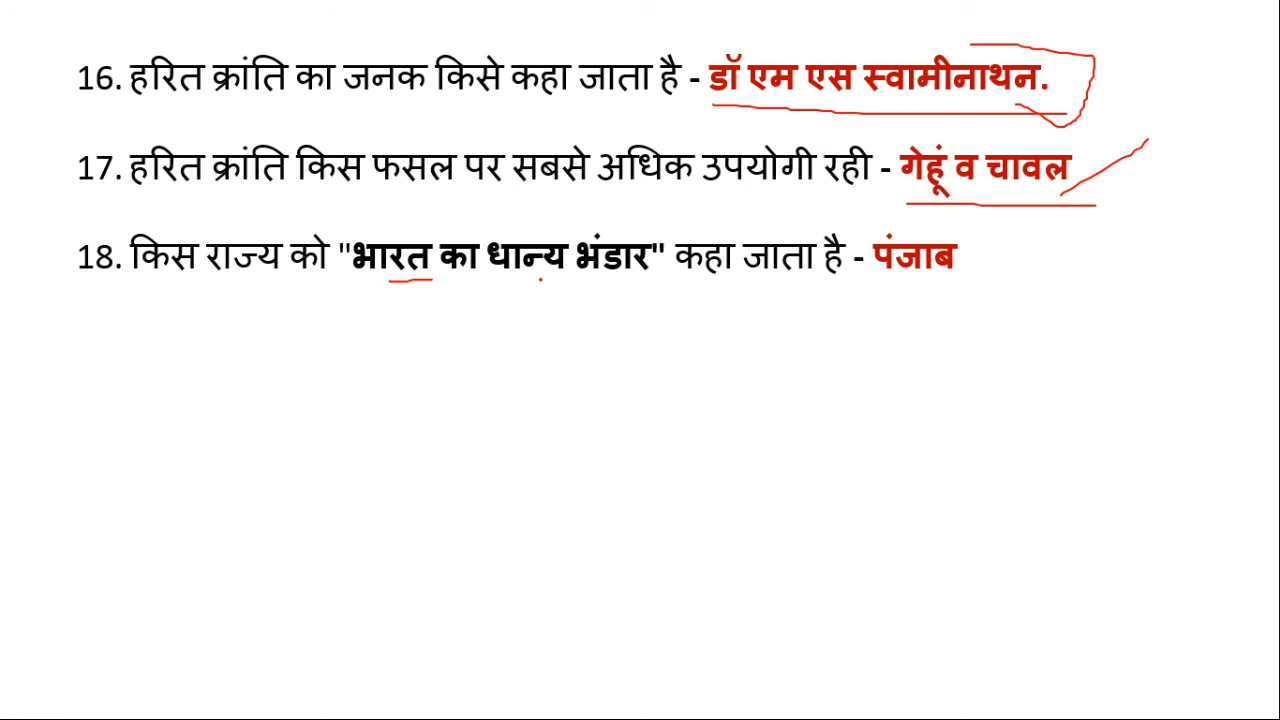 16. हरित क्रांति का जनक किसे कहा जाता है - डॉ एम एस स्वामीनाथन.
17. हरित क्रांति किस फसल पर सबसे अधिक उपयोगी रही - गेहूं व चावल
18. किस राज्य को "भारत का धान्य भंडार" कहा जाता है - पंजाब